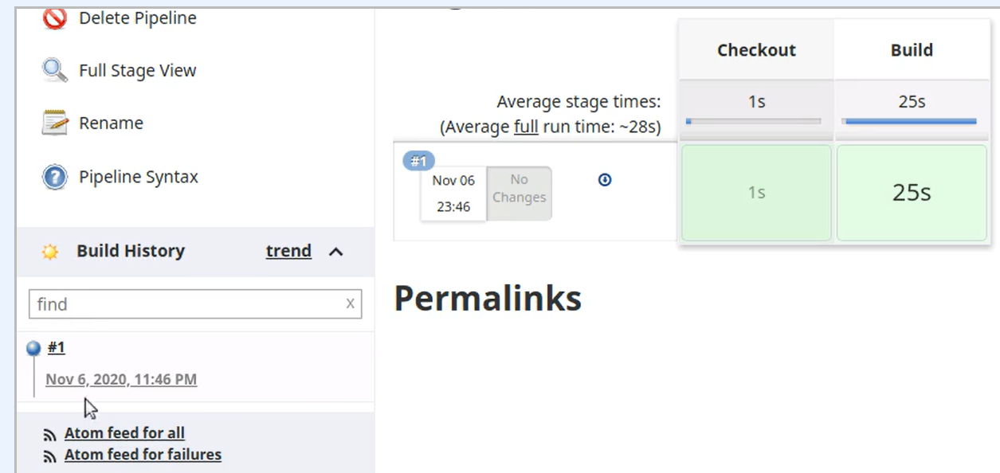 Delete Pipeline
Full Stage View
Rename
Pipeline Syntax
Build History trend
find x
#1
Nov 6, 2020, 11:46 PM
Atom feed for all
Atom feed for failures
Checkout Build
Average stage times:
(Average full run time: ~28s)
1s 25s
#1
Nov 06
23:46
No
Changes
1s 25s
Permalinks